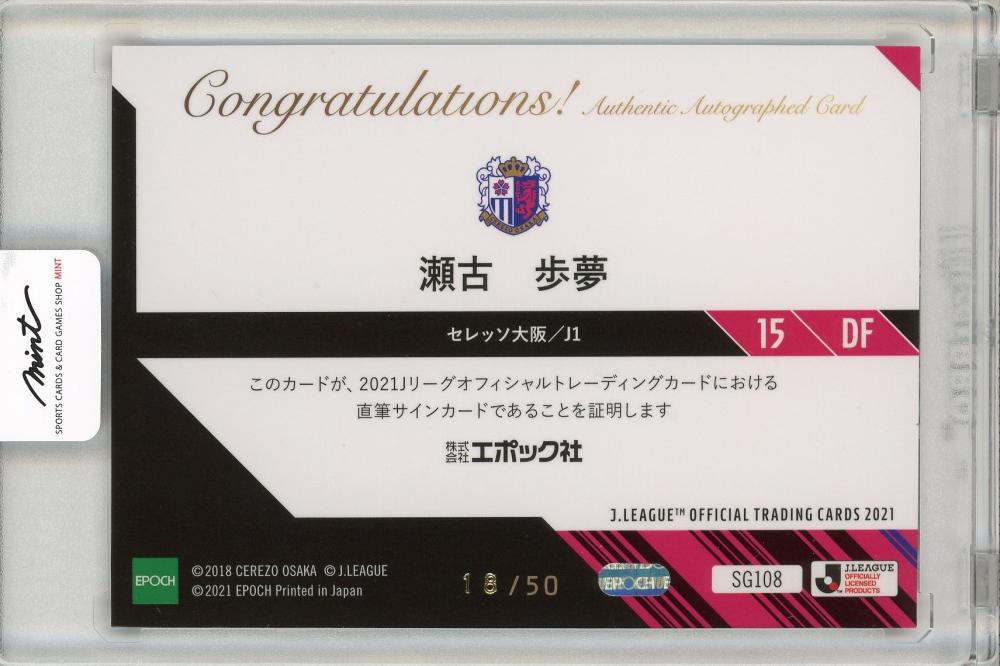 Congratulations! Authentic Autographed Card
CEREZO OSAKA
瀬古 歩夢
セレッソ大阪/J1
15
DF
このカードが、2021Jリーグオフィシャルトレーディングカードにおける
直筆サインカードであることを証明します
株式会社エポック社
J.LEAGUE™ OFFICIAL TRADING CARDS 2021
EPOCH
©2018 CEREZO OSAKA ©J.LEAGUE
©2021 EPOCH Printed in Japan
18/50
EPOCH
SG108
J.LEAGUE
OFFICIALLY
LICENSED
PRODUCTS
mint
SPORTS CARDS & CARD GAMES SHOP MINT